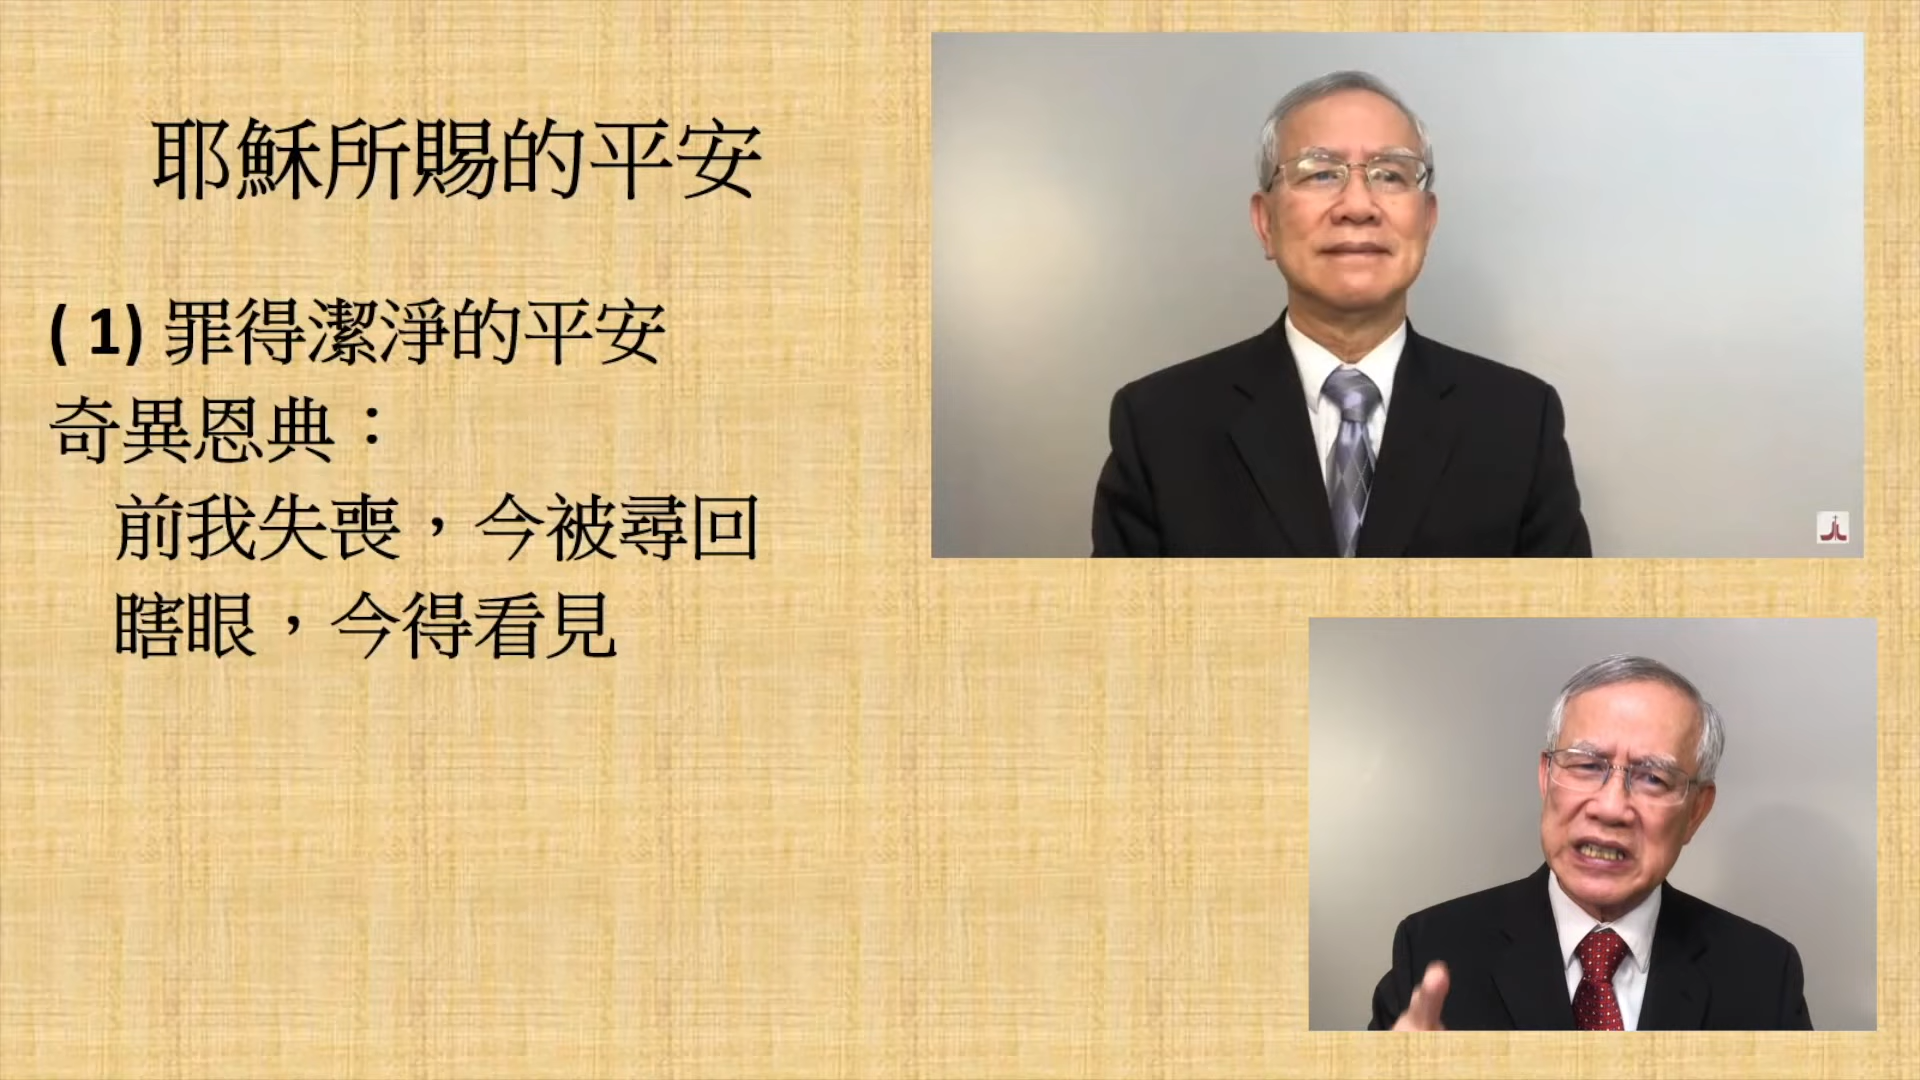 耶穌所賜的平安
( 1) 罪得潔淨的平安
奇異恩典：
前我失喪，今被尋回
瞎眼，今得看見